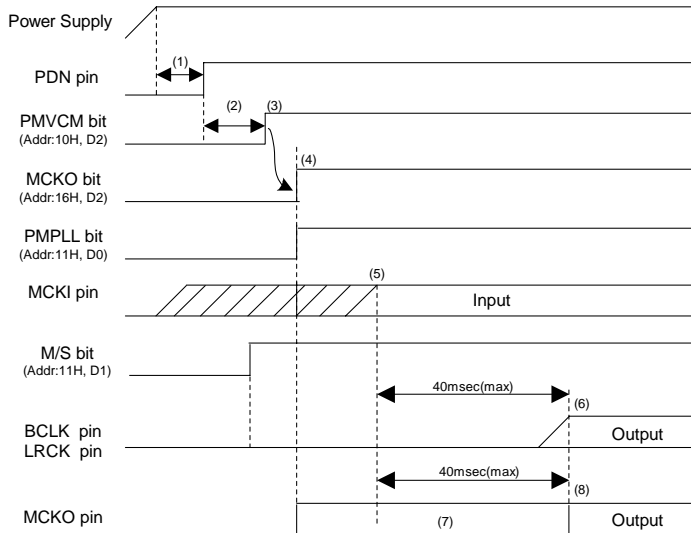 Power Supply
(1)
PDN pin
(2)
(3)
PMVCM bit
(Addr:10H, D2)
(4)
MCKO bit
(Addr:16H, D2)
PMPLL bit
(Addr:11H, D0)
(5)
MCKI pin
Input
M/S bit
(Addr:11H, D1)
40msec(max)
(6)
BCLK pin
Output
LRCK pin
40msec(max)
(8)
MCKO pin
(7)
Output